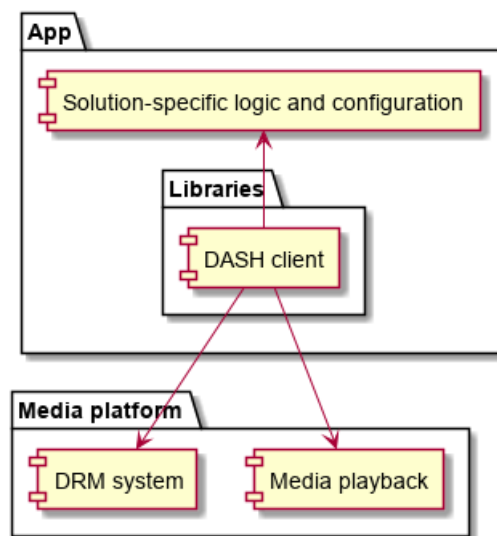 App
Solution-specific logic and configuration
Libraries
DASH client
Media platform
DRM system
Media playback